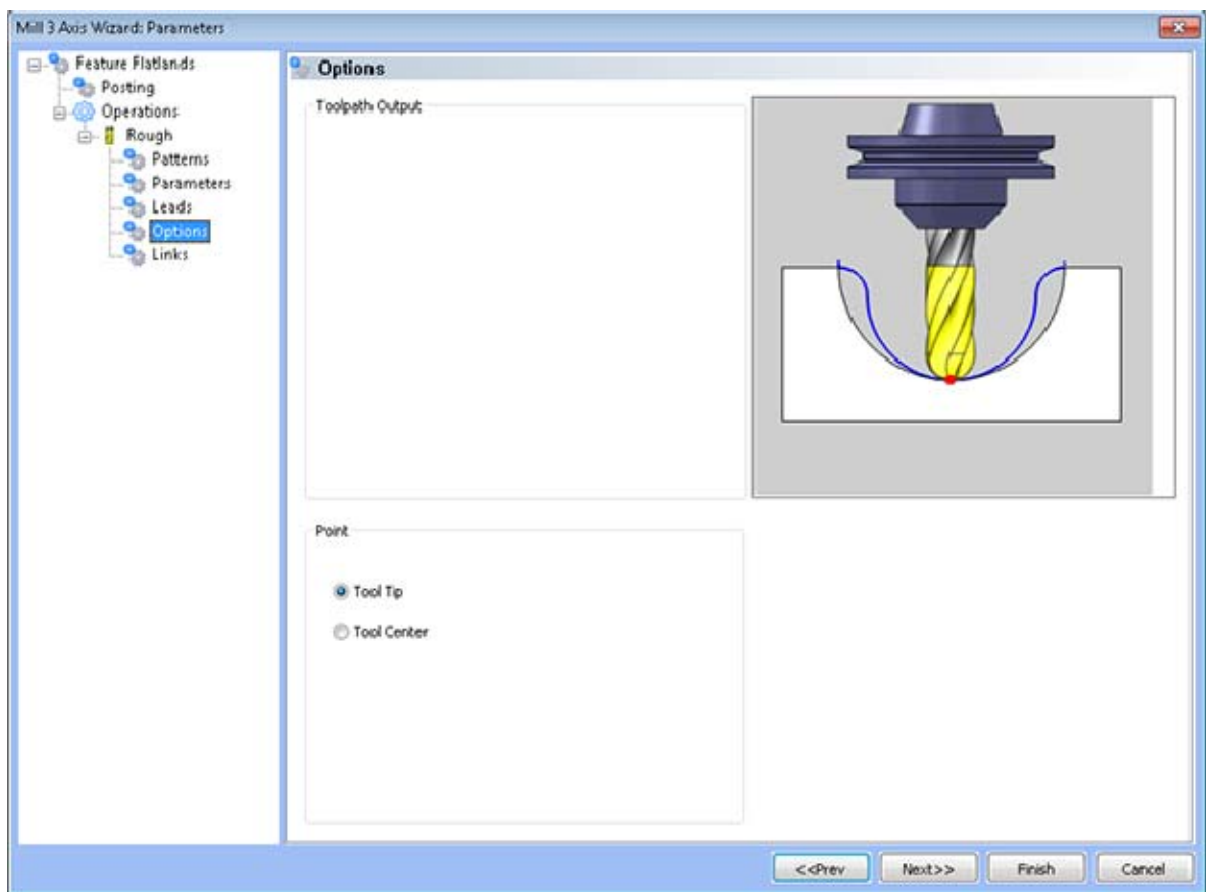 Mill 3 Axis Wizard: Parameters
Feature Flatlands
Posting
Operations
Rough
Patterns
Parameters
Leads
Options
Links
Options
Toolpath Output
Point
Tool Tip
Tool Center
<<Prev
Next>>
Finish
Cancel